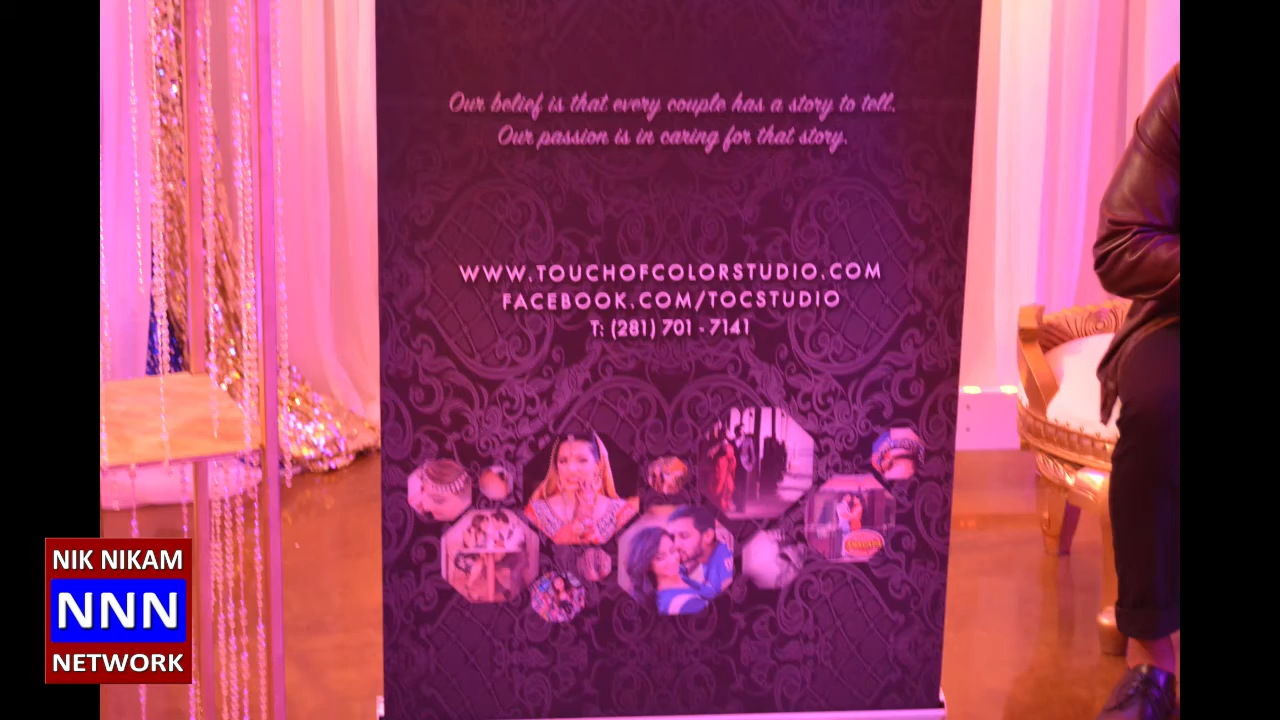 Our belief is that every couple has a story to tell.
Our passion is in caring for that story.
WWW.TOUCHOFCOLORSTUDIO.COM
FACEBOOK.COM/TOCSTUDIO
T: (281) 701 - 7141
NIK NIKAM
NNN
NETWORK